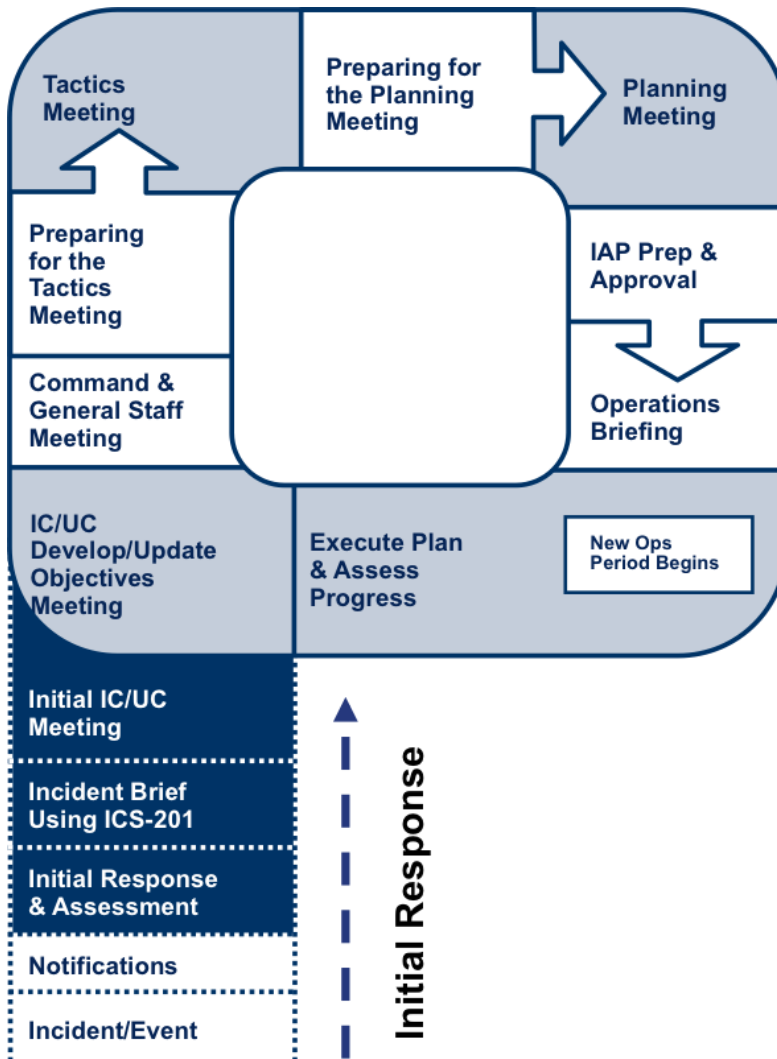 Tactics
Meeting
Preparing for
the Planning
Meeting
Planning
Meeting
Preparing
for the
Tactics
Meeting
IAP Prep &
Approval
Command &
General Staff
Meeting
Operations
Briefing
IC/UC
Develop/Update
Objectives
Meeting
Execute Plan
& Assess
Progress
New Ops
Period Begins
Initial IC/UC
Meeting
Incident Brief
Using ICS-201
Initial Response
& Assessment
Notifications
Incident/Event
Initial Response